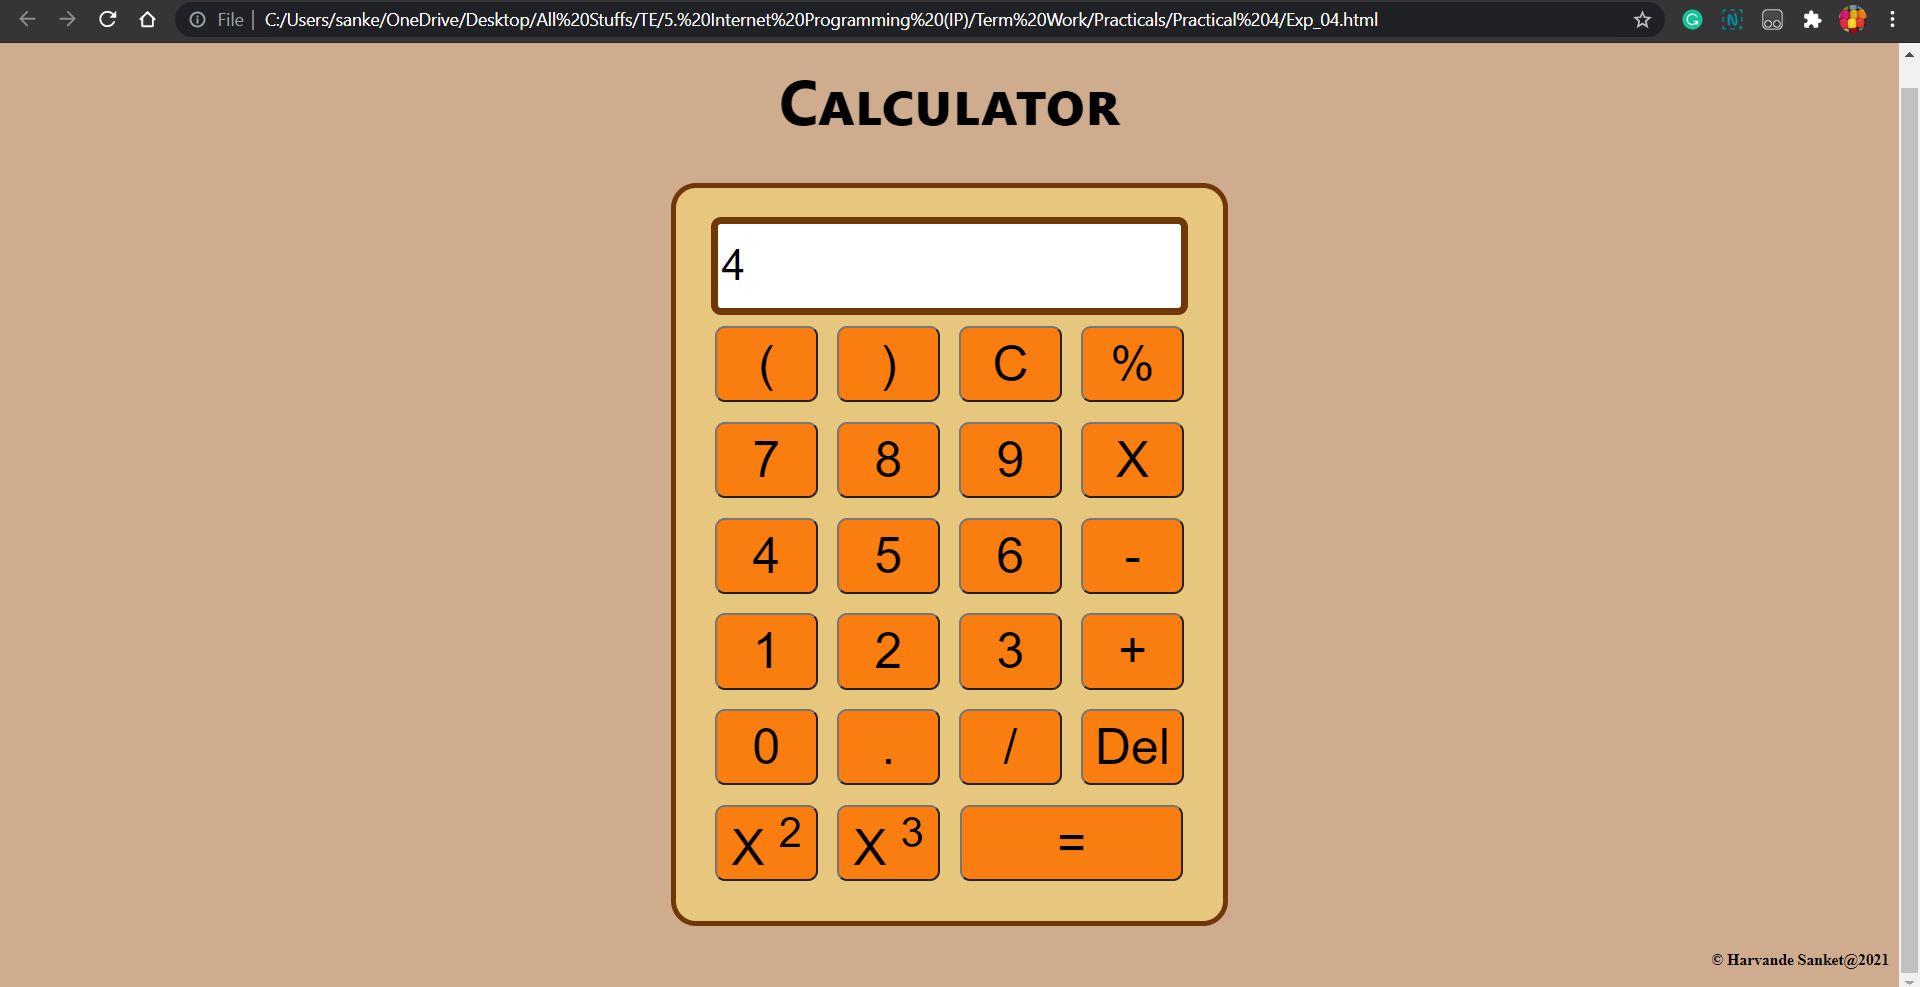 File | C:/Users/sanke/OneDrive/Desktop/All%20Stuffs/TE/5.%20Internet%20Programming%20(IP)/Term%20Work/Practicals/Practical%204/Exp_04.html
CALCULATOR
4
( ) C %
7 8 9 X
4 5 6 -
1 2 3 +
0 . / Del
X 2 X 3 =
© Harvande Sanket@2021